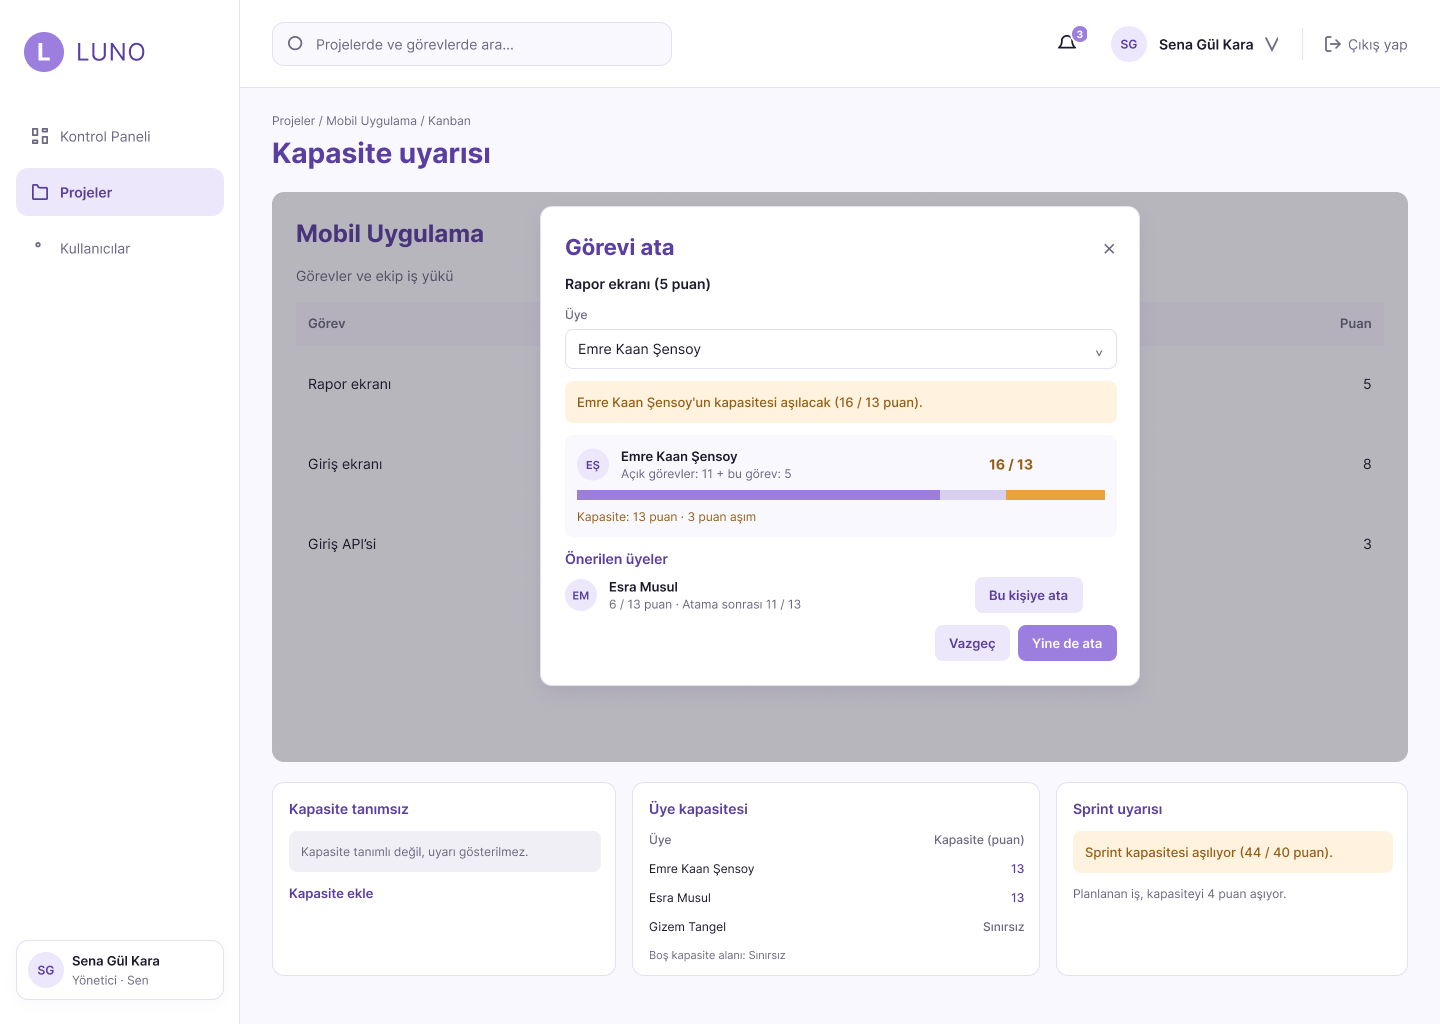 L LUNO
Projelerde ve görevlerde ara...
3
SG Sena Gül Kara
Çıkış yap
Kontrol Paneli
Projeler
Kullanıcılar
SG
Sena Gül Kara
Yönetici · Sen
Projeler / Mobil Uygulama / Kanban
Kapasite uyarısı
Mobil Uygulama
Görevler ve ekip iş yükü
Görev Puan
Rapor ekranı 5
Giriş ekranı 8
Giriş API’si 3
Görevi ata ×
Rapor ekranı (5 puan)
Üye
Emre Kaan Şensoy
Emre Kaan Şensoy'un kapasitesi aşılacak (16 / 13 puan).
EŞ
Emre Kaan Şensoy
Açık görevler: 11 + bu görev: 5
16 / 13
Kapasite: 13 puan · 3 puan aşım
Önerilen üyeler
EM
Esra Musul
6 / 13 puan · Atama sonrası 11 / 13
Bu kişiye ata
Vazgeç
Yine de ata
Kapasite tanımsız
Kapasite tanımlı değil, uyarı gösterilmez.
Kapasite ekle
Üye kapasitesi
Üye Kapasite (puan)
Emre Kaan Şensoy 13
Esra Musul 13
Gizem Tangel Sınırsız
Boş kapasite alanı: Sınırsız
Sprint uyarısı
Sprint kapasitesi aşılıyor (44 / 40 puan).
Planlanan iş, kapasiteyi 4 puan aşıyor.